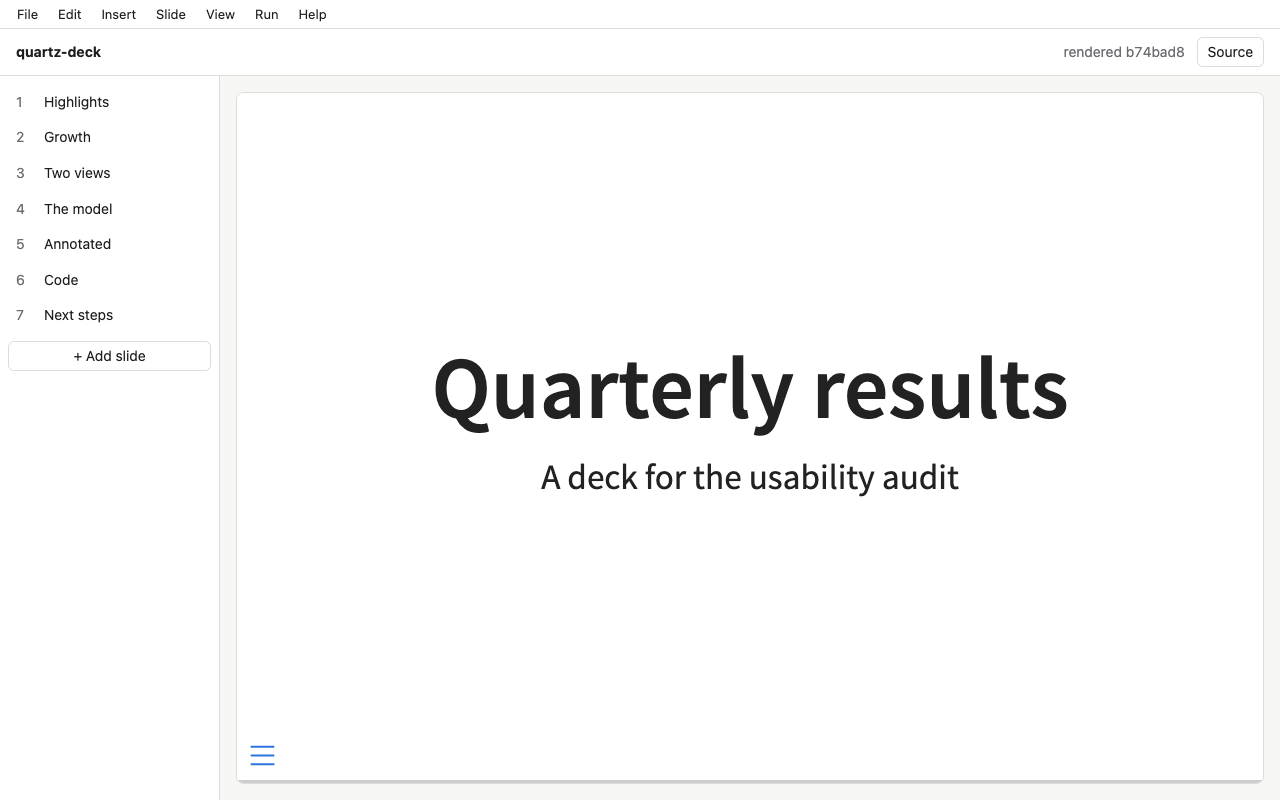 File Edit Insert Slide View Run Help
quartz-deck
rendered b74bad8 Source
1 Highlights
2 Growth
3 Two views
4 The model
5 Annotated
6 Code
7 Next steps
+ Add slide
Quarterly results
A deck for the usability audit